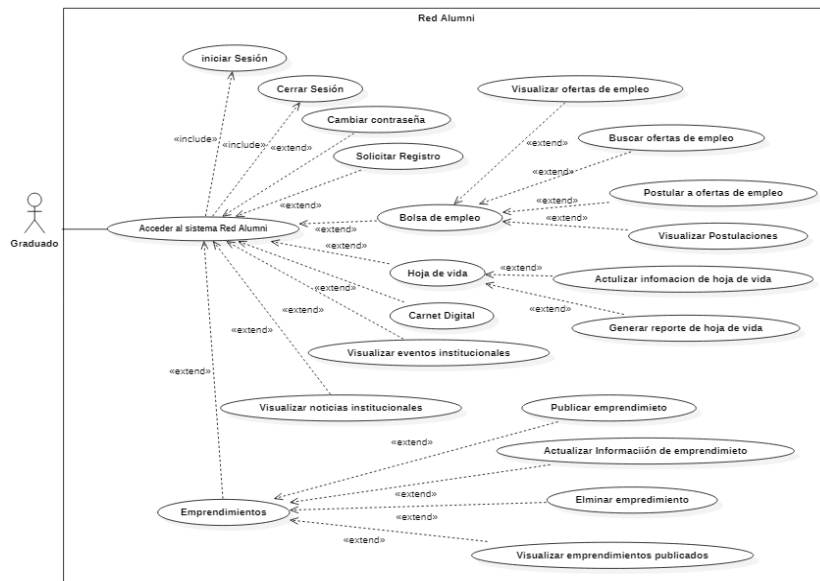 Red Alumni
iniciar Sesión
Cerrar Sesión
Visualizar ofertas de empleo
Cambiar contraseña
«include»
«include»
«extend»
«extend»
Buscar ofertas de empleo
Solicitar Registro
«extend»
Postular a ofertas de empleo
«extend»
Bolsa de empleo
«extend»
Graduado
Acceder al sistema Red Alumni
Visualizar Postulaciones
«extend»
Hoja de vida
«extend»
Actulizar infomacion de hoja de vida
«extend»
Carnet Digital
«extend»
Generar reporte de hoja de vida
«extend»
Visualizar eventos institucionales
«extend»
«extend»
Visualizar noticias institucionales
Publicar emprendimieto
«extend»
Actualizar Informaciión de emprendimieto
«extend»
Elminar empredimiento
Emprendimientos
«extend»
«extend»
Visualizar emprendimientos publicados